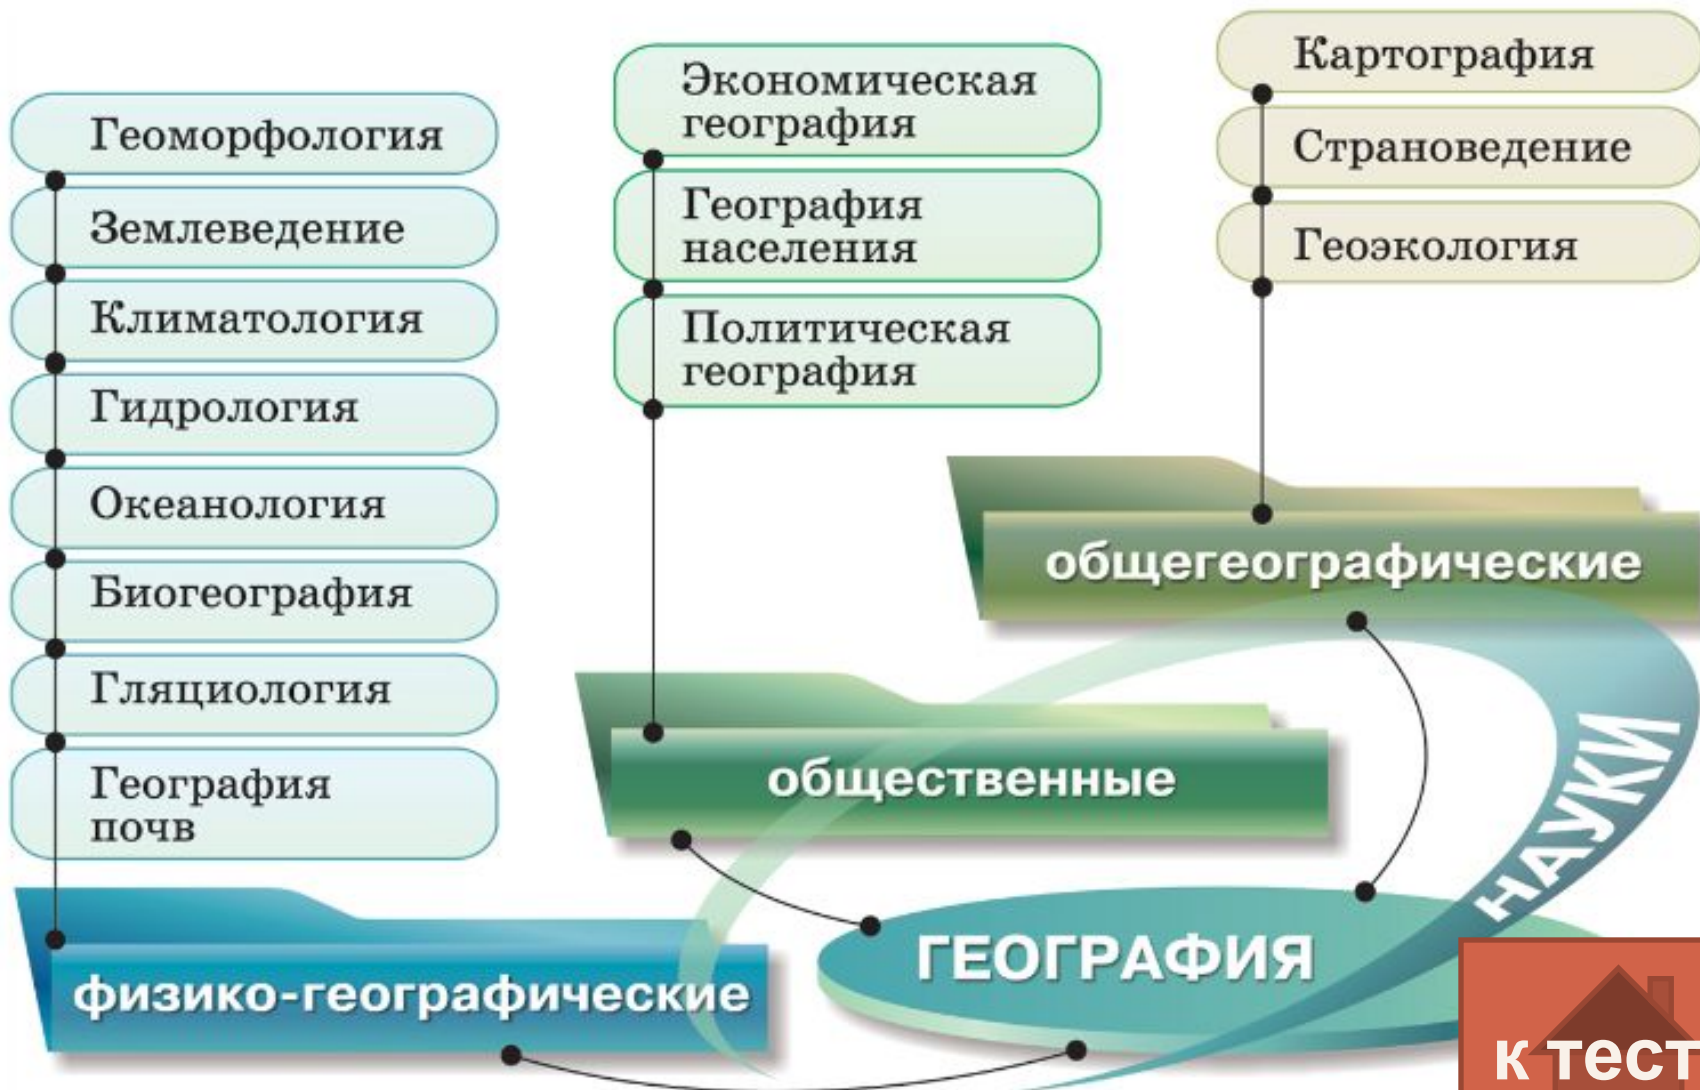 Геоморфология
Землеведение
Климатология
Гидрология
Океанология
Биогеография
Гляциология
География
почв
физико-географические
Экономическая
география
География
населения
Политическая
география
общественные
Картография
Страноведение
Геоэкология
общегеографические
ГЕОГРАФИЯ
НАУКИ
к тест